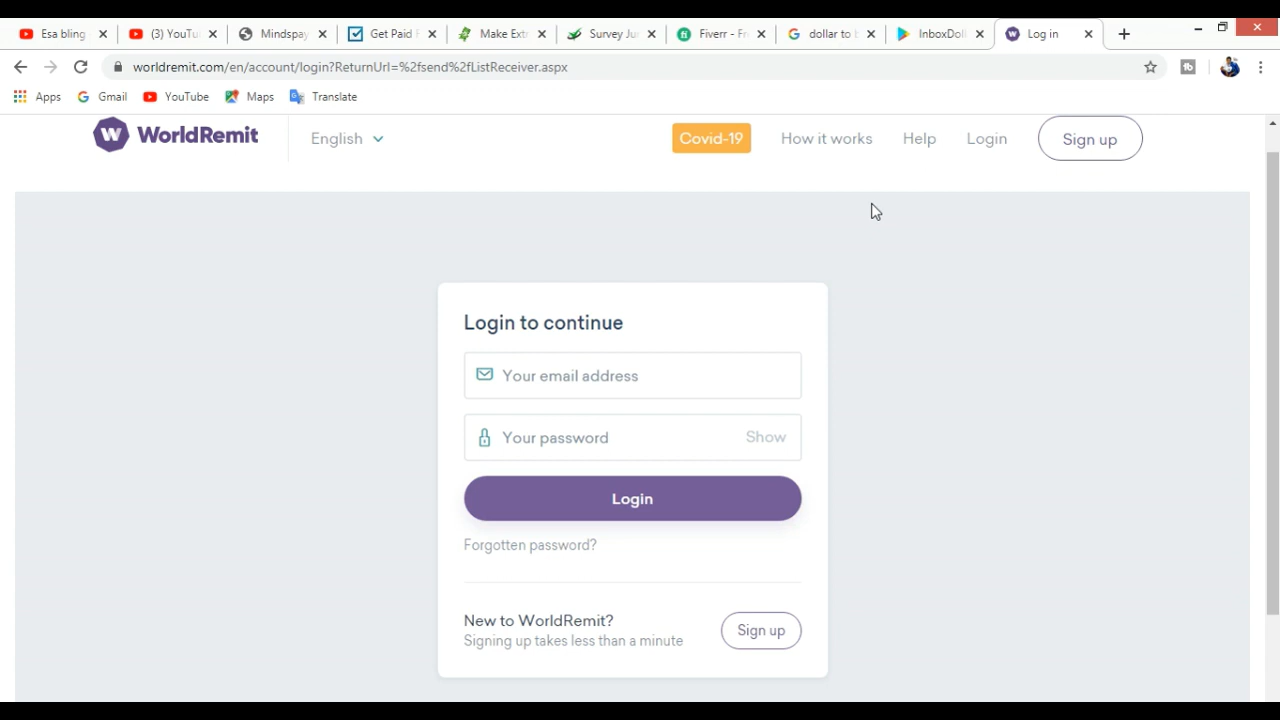 Esa bling
(3) YouTu
Mindspay
Get Paid
Make Ext
Survey Ju
Fiverr - Fr
dollar to
InboxDoll
Log in
worldremit.com/en/account/login?ReturnUrl=%2fsend%2fListReceiver.aspx
Apps
Gmail
YouTube
Maps
Translate
WorldRemit
English
Covid-19
How it works
Help
Login
Sign up
Login to continue
Your email address
Your password
Show
Login
Forgotten password?
New to WorldRemit?
Signing up takes less than a minute
Sign up